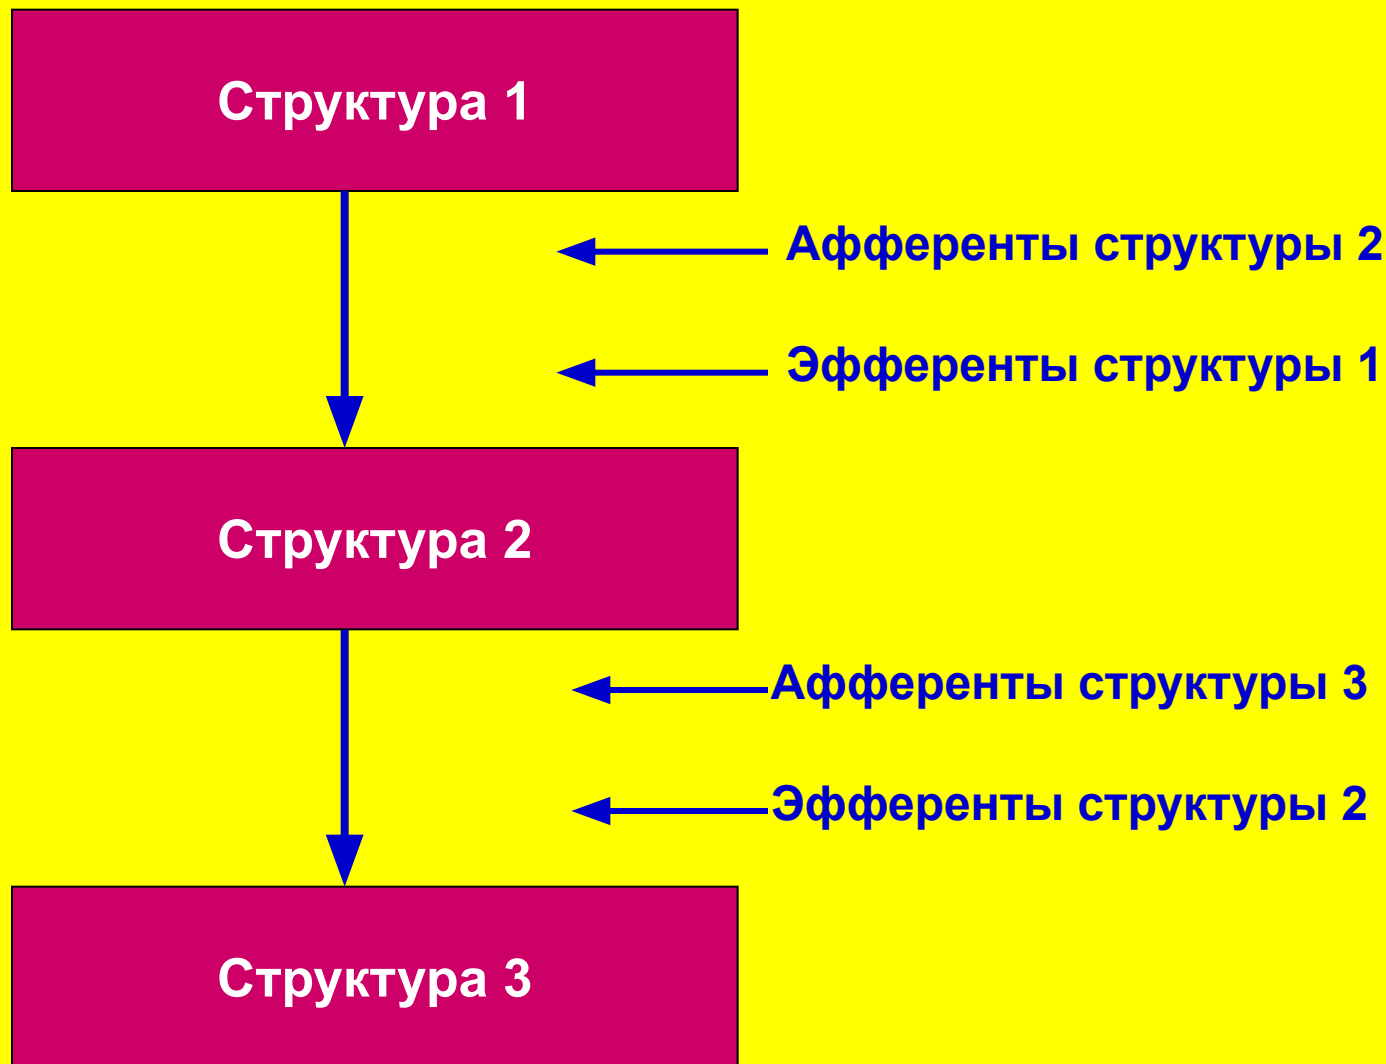 Структура 1
Афференты структуры 2
Эфференты структуры 1
Структура 2
Афференты структуры 3
Эфференты структуры 2
Структура 3